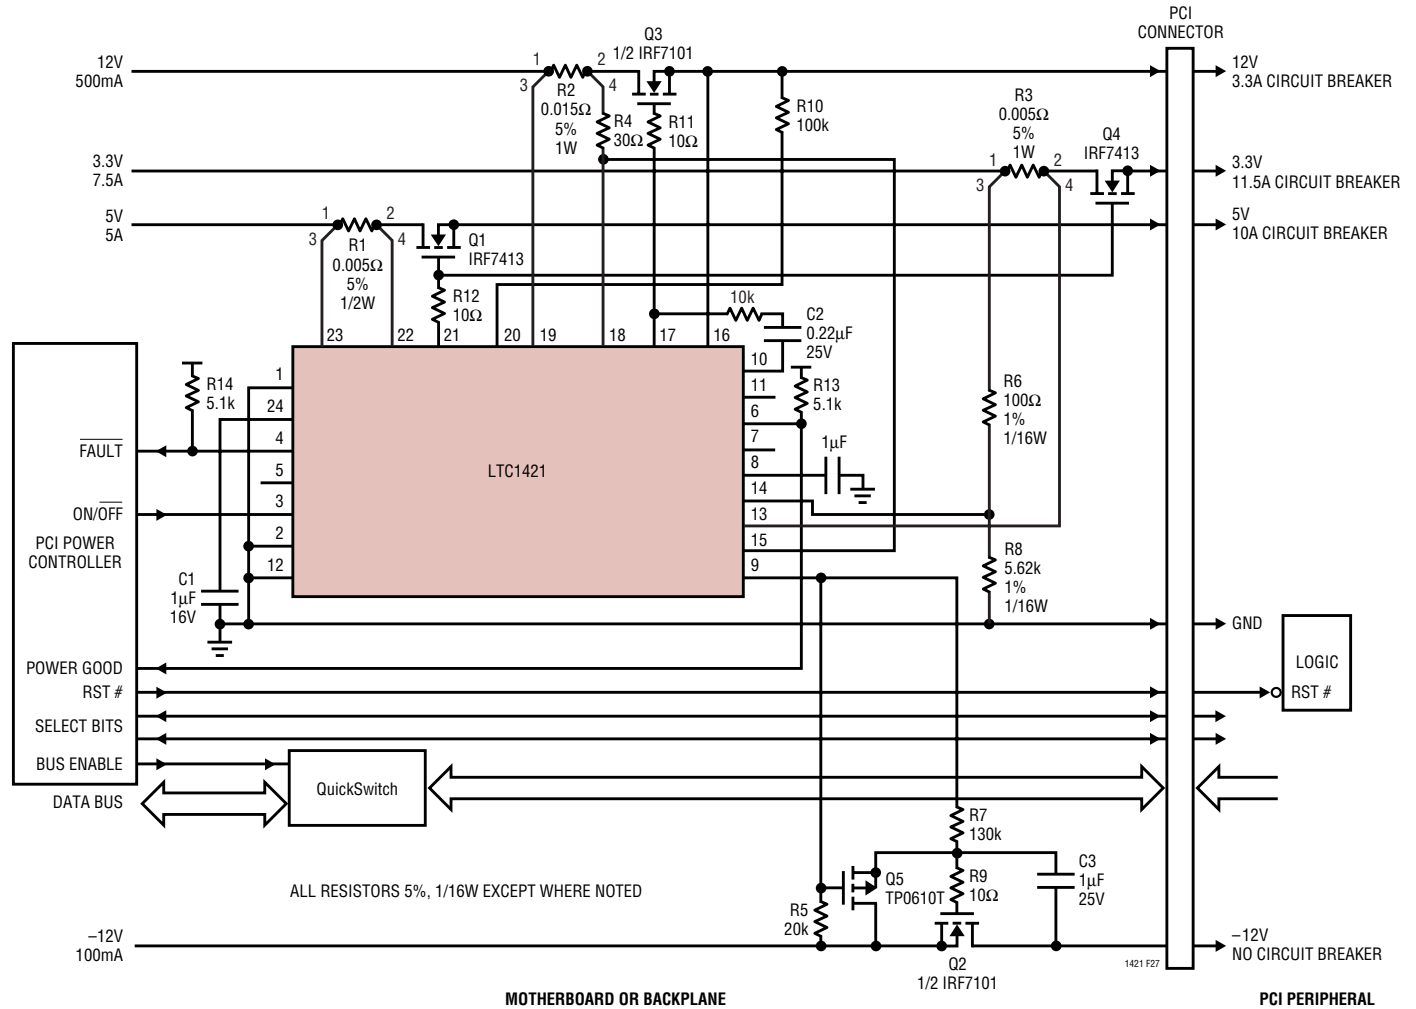 PCI
CONNECTOR
Q3
1/2 IRF7101
12V
500mA
1
2
3
4
R2
0.015Ω
5%
1W
R4
30Ω
R11
10Ω
R10
100k
12V
3.3A CIRCUIT BREAKER
R3
0.005Ω
5%
1W
Q4
IRF7413
3.3V
7.5A
1
2
3
4
3.3V
11.5A CIRCUIT BREAKER
5V
5A
1
2
3
4
R1
0.005Ω
5%
1/2W
Q1
IRF7413
R12
10Ω
5V
10A CIRCUIT BREAKER
10k
C2
0.22µF
25V
23
22
21
20
19
18
17
16
R14
5.1k
1
24
4
5
3
2
12
LTC1421
10
11
6
7
8
14
13
15
9
R13
5.1k
1µF
R6
100Ω
1%
1/16W
R8
5.62k
1%
1/16W
FAULT
ON/OFF
PCI POWER
CONTROLLER
C1
1µF
16V
GND
POWER GOOD
RST #
SELECT BITS
BUS ENABLE
DATA BUS
LOGIC
RST #
QuickSwitch
R7
130k
Q5
TP0610T
R9
10Ω
C3
1µF
25V
R5
20k
ALL RESISTORS 5%, 1/16W EXCEPT WHERE NOTED
–12V
100mA
Q2
1/2 IRF7101
1421 F27
–12V
NO CIRCUIT BREAKER
MOTHERBOARD OR BACKPLANE
PCI PERIPHERAL